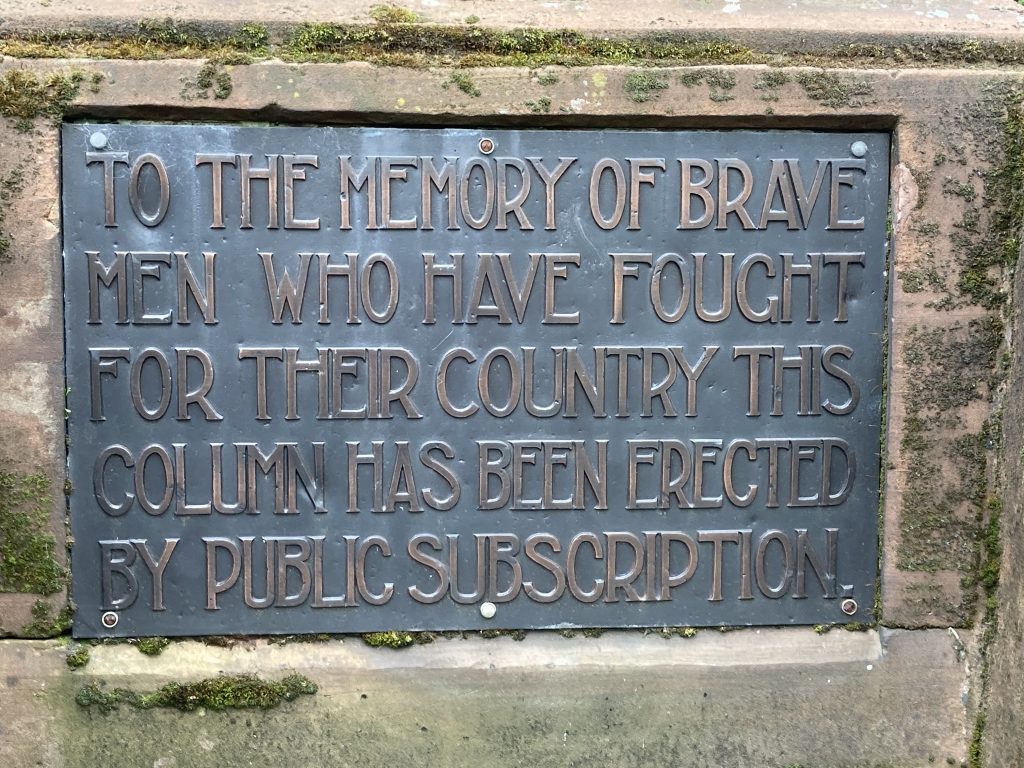 TO THE MEMORY OF BRAVE
MEN WHO HAVE FOUGHT
FOR THEIR COUNTRY THIS
COLUMN HAS BEEN ERECTED
BY PUBLIC SUBSCRIPTION.